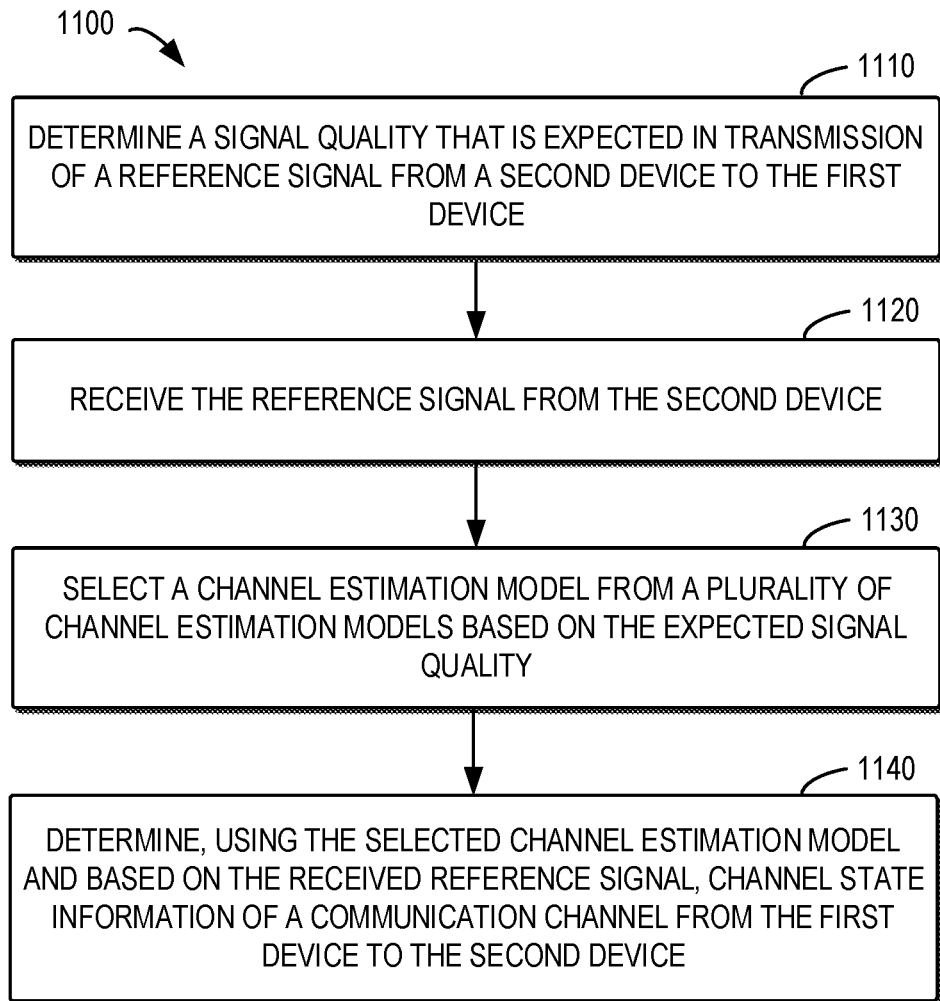 1100
1110
DETERMINE A SIGNAL QUALITY THAT IS EXPECTED IN TRANSMISSION
OF A REFERENCE SIGNAL FROM A SECOND DEVICE TO THE FIRST
DEVICE
1120
RECEIVE THE REFERENCE SIGNAL FROM THE SECOND DEVICE
1130
SELECT A CHANNEL ESTIMATION MODEL FROM A PLURALITY OF
CHANNEL ESTIMATION MODELS BASED ON THE EXPECTED SIGNAL
QUALITY
1140
DETERMINE, USING THE SELECTED CHANNEL ESTIMATION MODEL
AND BASED ON THE RECEIVED REFERENCE SIGNAL, CHANNEL STATE
INFORMATION OF A COMMUNICATION CHANNEL FROM THE FIRST
DEVICE TO THE SECOND DEVICE